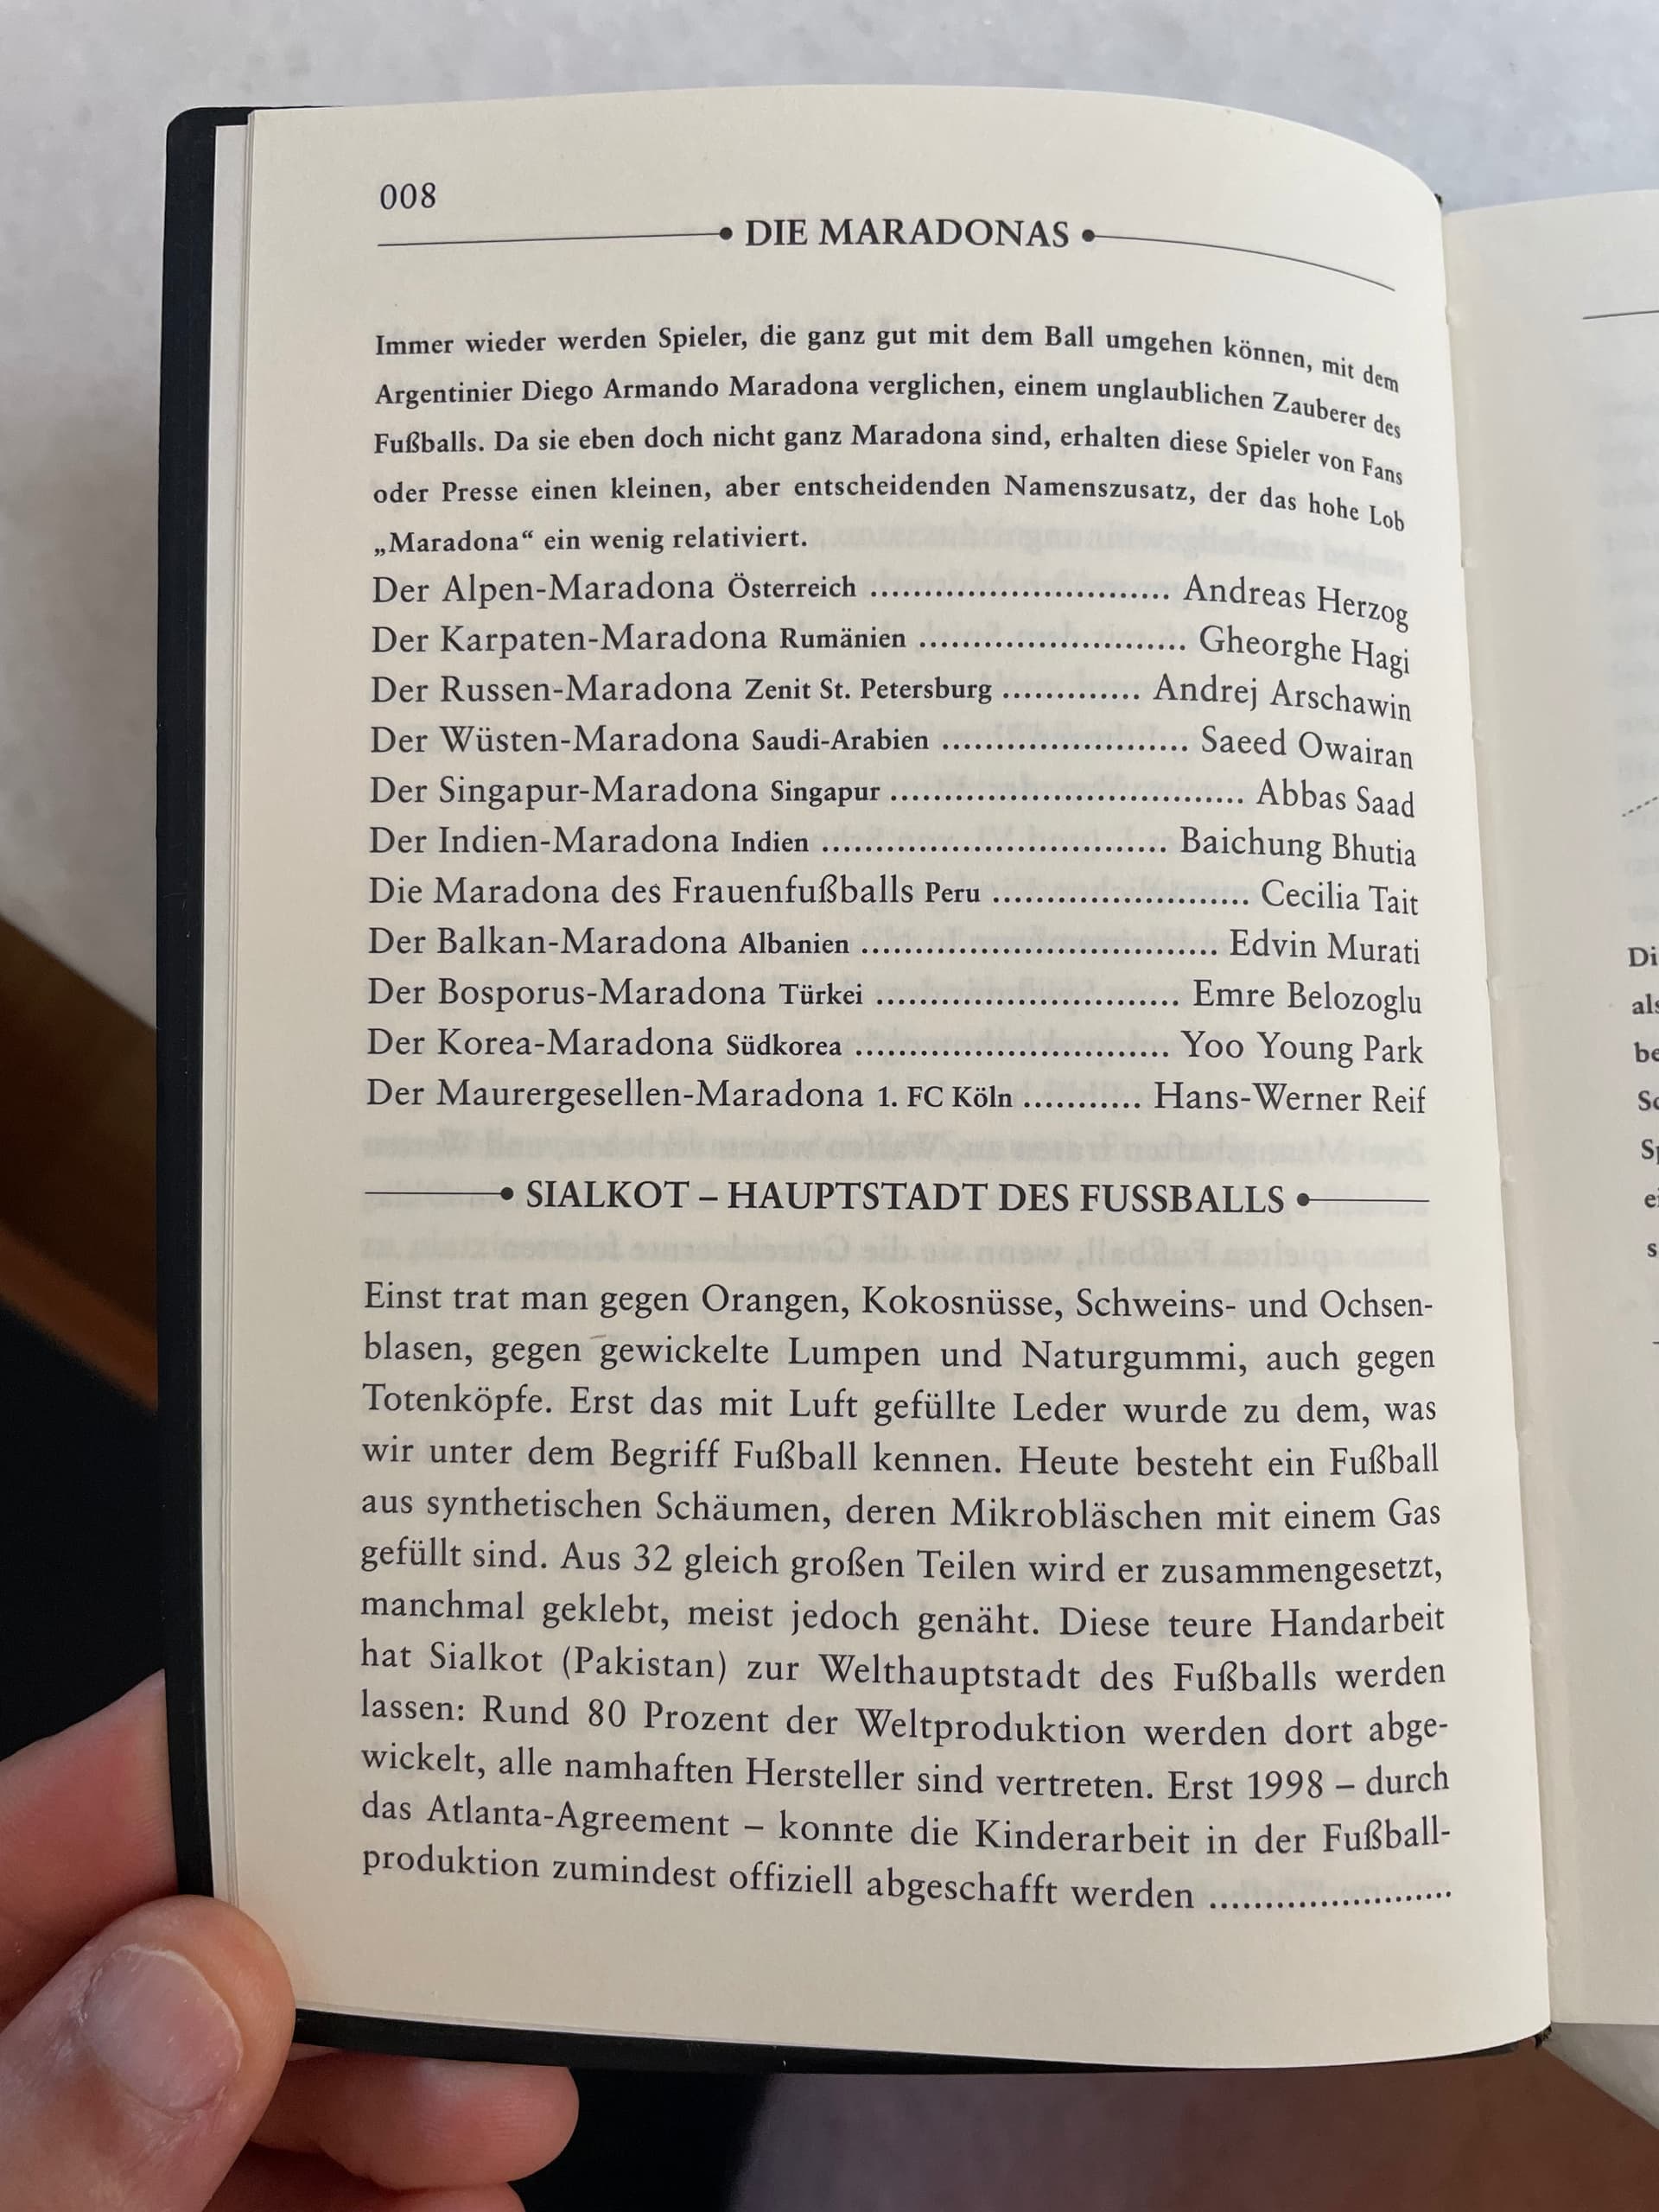 008
• DIE MARADONAS •
Immer wieder werden Spieler, die ganz gut mit dem Ball umgehen können, mit dem
Argentinier Diego Armando Maradona verglichen, einem unglaublichen Zauberer des
Fußballs. Da sie eben doch nicht ganz Maradona sind, erhalten diese Spieler von Fans
oder Presse einen kleinen, aber entscheidenden Namenszusatz, der das hohe Lob
„Maradona“ ein wenig relativiert.
Der Alpen-Maradona Österreich ............................ Andreas Herzog
Der Karpaten-Maradona Rumänien ......................... Gheorghe Hagi
Der Russen-Maradona Zenit St. Petersburg ............. Andrej Arschawin
Der Wüsten-Maradona Saudi-Arabien ....................... Saeed Owairan
Der Singapur-Maradona Singapur ................................. Abbas Saad
Der Indien-Maradona Indien ................................ Baichung Bhutia
Die Maradona des Frauenfußballs Peru ........................ Cecilia Tait
Der Balkan-Maradona Albanien ................................. Edvin Murati
Der Bosporus-Maradona Türkei ............................ Emre Belozoglu
Der Korea-Maradona Südkorea ............................. Yoo Young Park
Der Maurergesellen-Maradona 1. FC Köln ........... Hans-Werner Reif
• SIALKOT – HAUPTSTADT DES FUSSBALLS •
Einst trat man gegen Orangen, Kokosnüsse, Schweins- und Ochsen-
blasen, gegen gewickelte Lumpen und Naturgummi, auch gegen
Totenköpfe. Erst das mit Luft gefüllte Leder wurde zu dem, was
wir unter dem Begriff Fußball kennen. Heute besteht ein Fußball
aus synthetischen Schäumen, deren Mikrobläschen mit einem Gas
gefüllt sind. Aus 32 gleich großen Teilen wird er zusammengesetzt,
manchmal geklebt, meist jedoch genäht. Diese teure Handarbeit
hat Sialkot (Pakistan) zur Welthauptstadt des Fußballs werden
lassen: Rund 80 Prozent der Weltproduktion werden dort abge-
wickelt, alle namhaften Hersteller sind vertreten. Erst 1998 – durch
das Atlanta-Agreement – konnte die Kinderarbeit in der Fußball-
produktion zumindest offiziell abgeschafft werden .......................